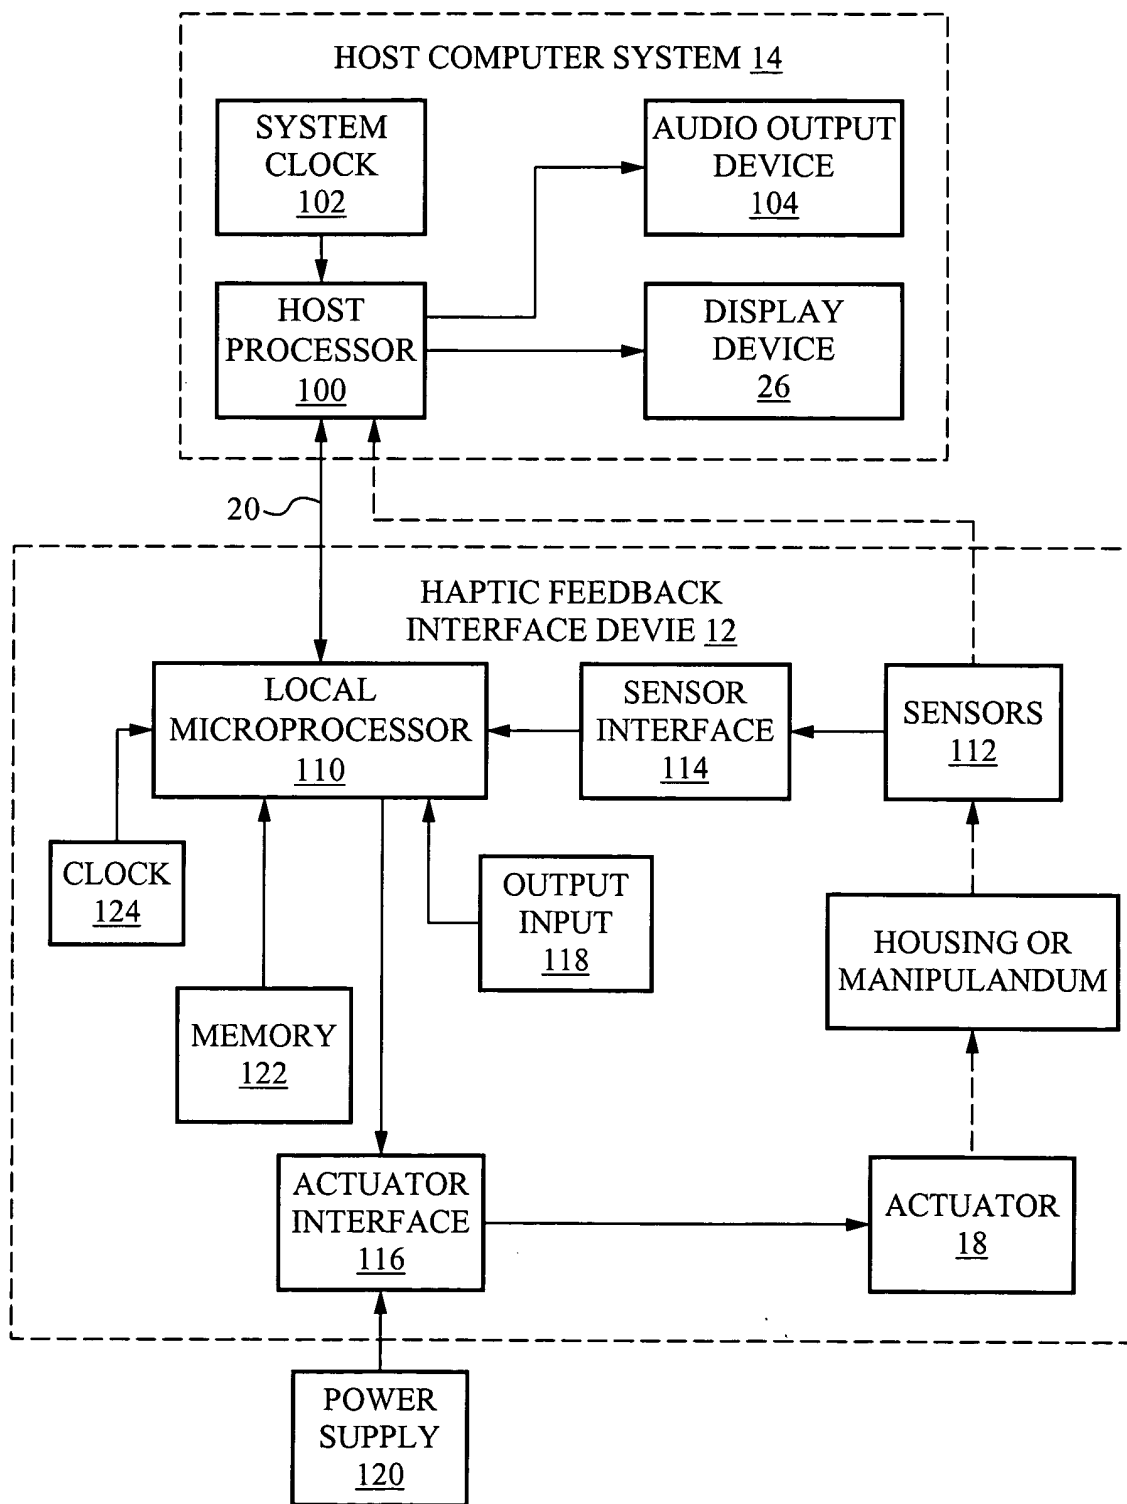 HOST COMPUTER SYSTEM 14
SYSTEM
CLOCK
102
AUDIO OUTPUT
DEVICE
104
HOST
PROCESSOR
100
DISPLAY
DEVICE
26
20
HAPTIC FEEDBACK
INTERFACE DEVIE 12
LOCAL
MICROPROCESSOR
110
SENSOR
INTERFACE
114
SENSORS
112
CLOCK
124
OUTPUT
INPUT
118
HOUSING OR
MANIPULANDUM
MEMORY
122
ACTUATOR
INTERFACE
116
ACTUATOR
18
POWER
SUPPLY
120